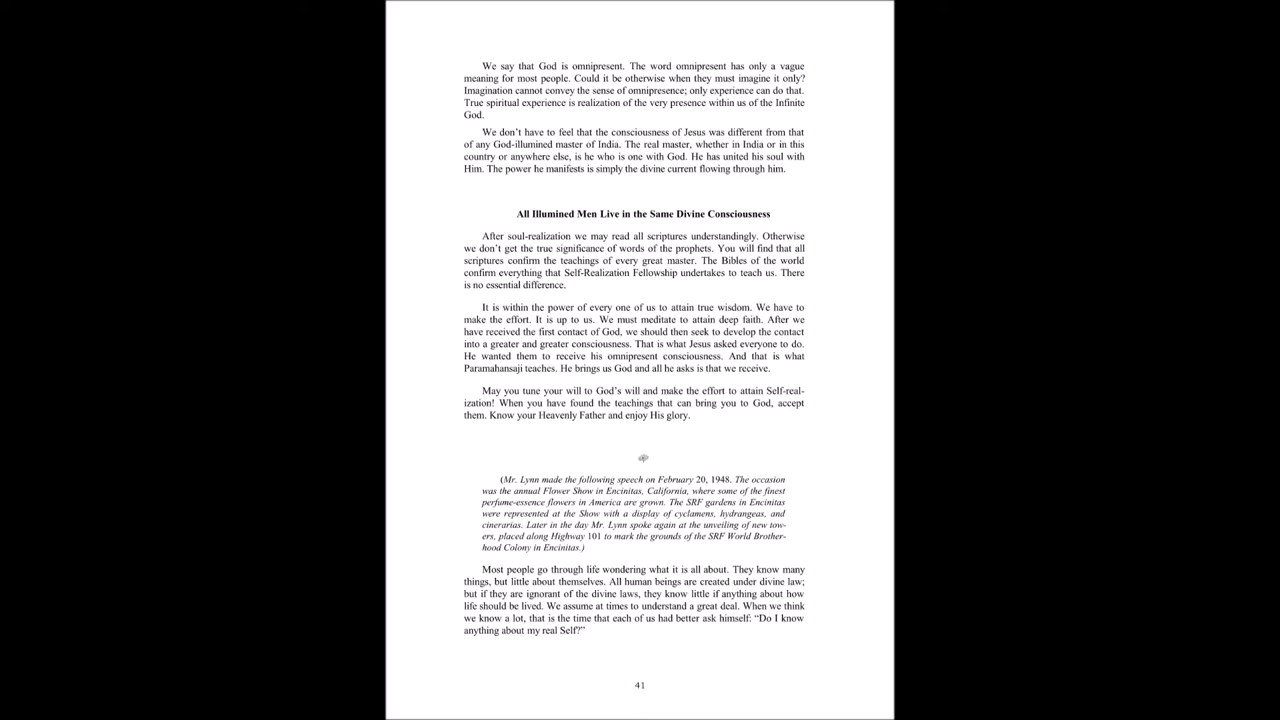 We say that God is omnipresent. The word omnipresent has only a vague
meaning for most people. Could it be otherwise when they must imagine it only?
Imagination cannot convey the sense of omnipresence; only experience can do that.
True spiritual experience is realization of the very presence within us of the Infinite
God.
We don’t have to feel that the consciousness of Jesus was different from that
of any God-illumined master of India. The real master, whether in India or in this
country or anywhere else, is he who is one with God. He has united his soul with
Him. The power he manifests is simply the divine current flowing through him.
All Illumined Men Live in the Same Divine Consciousness
After soul-realization we may read all scriptures understandingly. Otherwise
we don’t get the true significance of words of the prophets. You will find that all
scriptures confirm the teachings of every great master. The Bibles of the world
confirm everything that Self-Realization Fellowship undertakes to teach us. There
is no essential difference.
It is within the power of every one of us to attain true wisdom. We have to
make the effort. It is up to us. We must meditate to attain deep faith. After we
have received the first contact of God, we should then seek to develop the contact
into a greater and greater consciousness. That is what Jesus asked everyone to do.
He wanted them to receive his omnipresent consciousness. And that is what
Paramahansaji teaches. He brings us God and all he asks is that we receive.
May you tune your will to God’s will and make the effort to attain Self-real-
ization! When you have found the teachings that can bring you to God, accept
them. Know your Heavenly Father and enjoy His glory.
(Mr. Lynn made the following speech on February 20, 1948. The occasion
was the annual Flower Show in Encinitas, California, where some of the finest
perfume-essence flowers in America are grown. The SRF gardens in Encinitas
were represented at the Show with a display of cyclamens, hydrangeas, and
cinerarias. Later in the day Mr. Lynn spoke again at the unveiling of new tow-
ers, placed along Highway 101 to mark the grounds of the SRF World Brother-
hood Colony in Encinitas.)
Most people go through life wondering what it is all about. They know many
things, but little about themselves. All human beings are created under divine law;
but if they are ignorant of the divine laws, they know little if anything about how
life should be lived. We assume at times to understand a great deal. When we think
we know a lot, that is the time that each of us had better ask himself: “Do I know
anything about my real Self?”
41